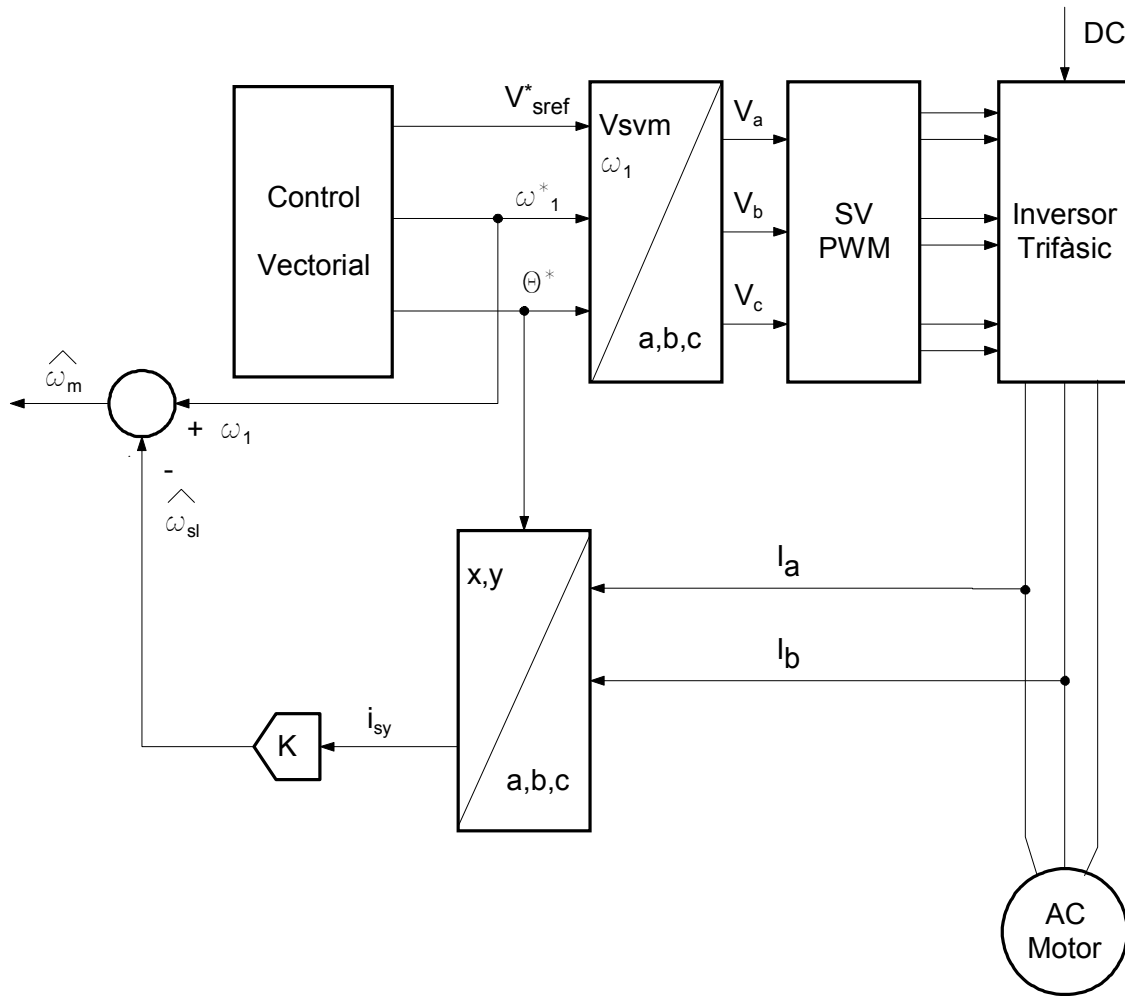 DC
V*sref
Vsvm
ω1
Va
Control
Vectorial
ω*1
Vb
SV
PWM
Inversor
Trifàsic
Θ*
Vc
a,b,c
ω̂m
+ ω1
-
ω̂sl
x,y
Ia
Ib
isy
K
a,b,c
AC
Motor